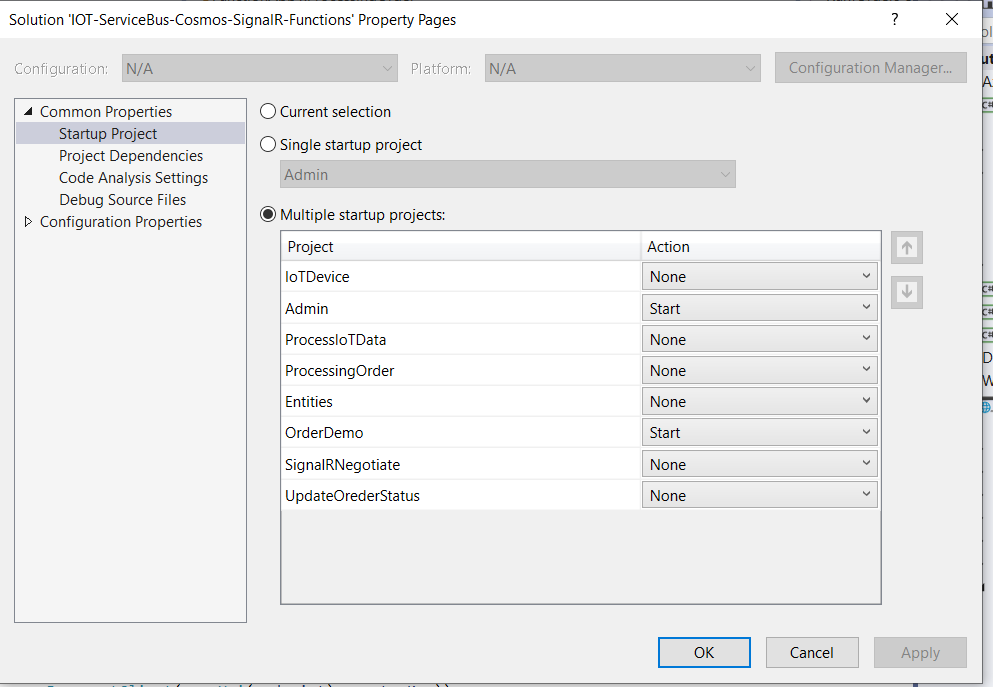 Solution 'IOT-ServiceBus-Cosmos-SignalR-Functions' Property Pages
?
Configuration: N/A Platform: N/A Configuration Manager...
Common Properties
Startup Project
Project Dependencies
Code Analysis Settings
Debug Source Files
Configuration Properties
Current selection
Single startup project
Admin
Multiple startup projects:
Project Action
IoTDevice None
Admin Start
ProcessIoTData None
ProcessingOrder None
Entities None
OrderDemo Start
SignalRNegotiate None
UpdateOrederStatus None
OK Cancel Apply